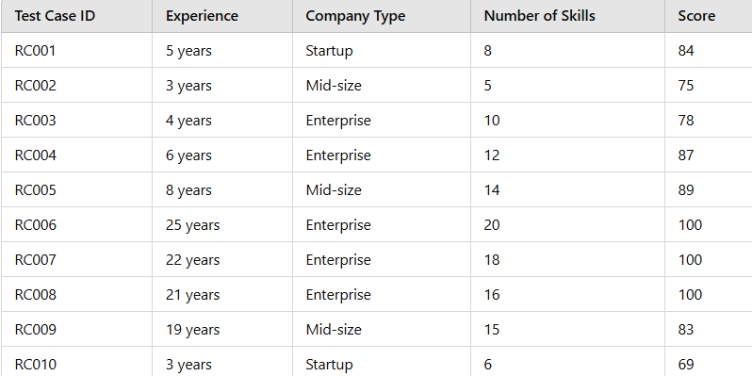 Test Case ID Experience Company Type Number of Skills Score
RC001 5 years Startup 8 84
RC002 3 years Mid-size 5 75
RC003 4 years Enterprise 10 78
RC004 6 years Enterprise 12 87
RC005 8 years Mid-size 14 89
RC006 25 years Enterprise 20 100
RC007 22 years Enterprise 18 100
RC008 21 years Enterprise 16 100
RC009 19 years Mid-size 15 83
RC010 3 years Startup 6 69